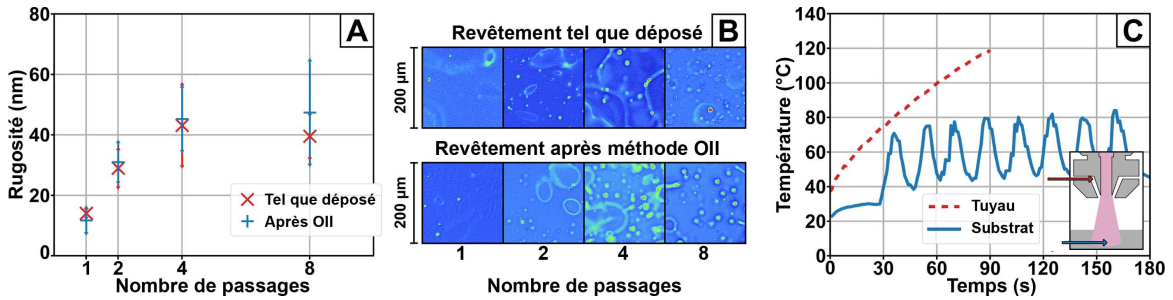 A
Rugosité (nm)
80
60
40
20
0
Tel que déposé
Après OII
1 2 4 8
Nombre de passages
B
Revêtement tel que déposé
200 µm
Revêtement après méthode OII
200 µm
1 2 4 8
Nombre de passages
C
Température (°C)
140
120
100
80
60
40
20
0
Tuyau
Substrat
0 30 60 90 120 150 180
Temps (s)